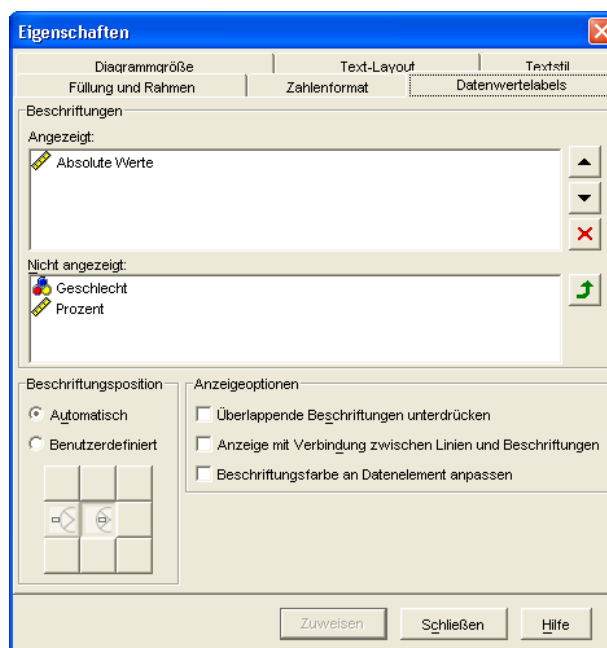 Eigenschaften
Diagrammgröße Text-Layout Textstil
Füllung und Rahmen Zahlenformat Datenwertelabels
Beschriftungen
Angezeigt:
Absolute Werte
Nicht angezeigt:
Geschlecht
Prozent
Beschriftungsposition Anzeigeoptionen
Automatisch Überlappende Beschriftungen unterdrücken
Benutzerdefiniert Anzeige mit Verbindung zwischen Linien und Beschriftungen
Beschriftungsfarbe an Datenelement anpassen
Zuweisen Schließen Hilfe